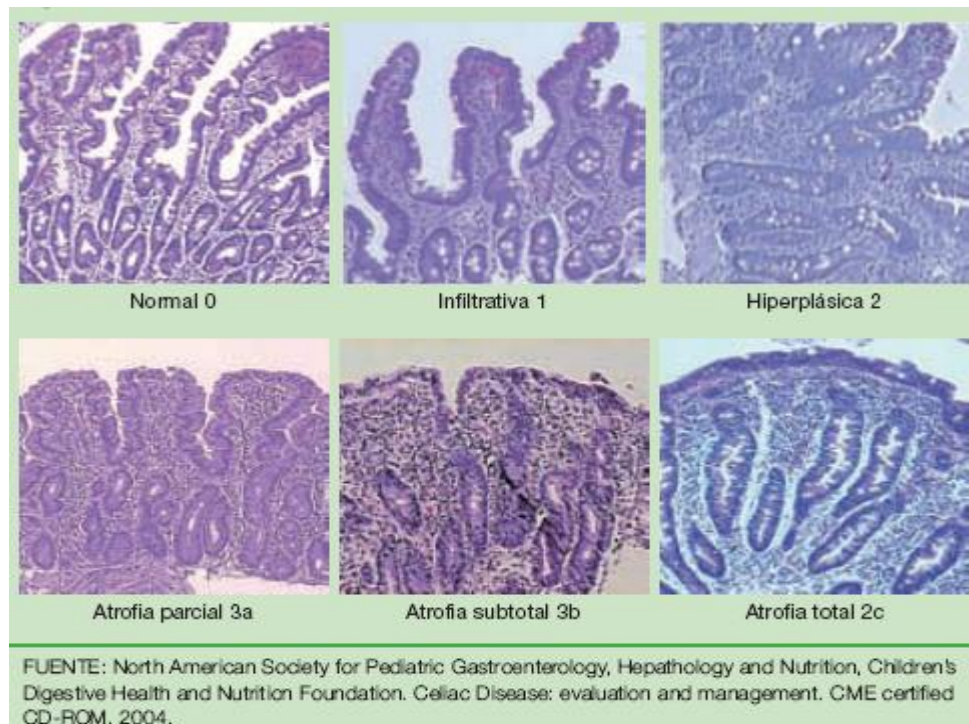 Normal 0
Infiltrativa 1
Hiperplásica 2
Atrofia parcial 3a
Atrofia subtotal 3b
Atrofia total 2c
FUENTE: North American Society for Pediatric Gastroenterology, Hepathology and Nutrition, Children's
Digestive Health and Nutrition Foundation. Celiac Disease: evaluation and management. CME certified
CD-ROM, 2004.